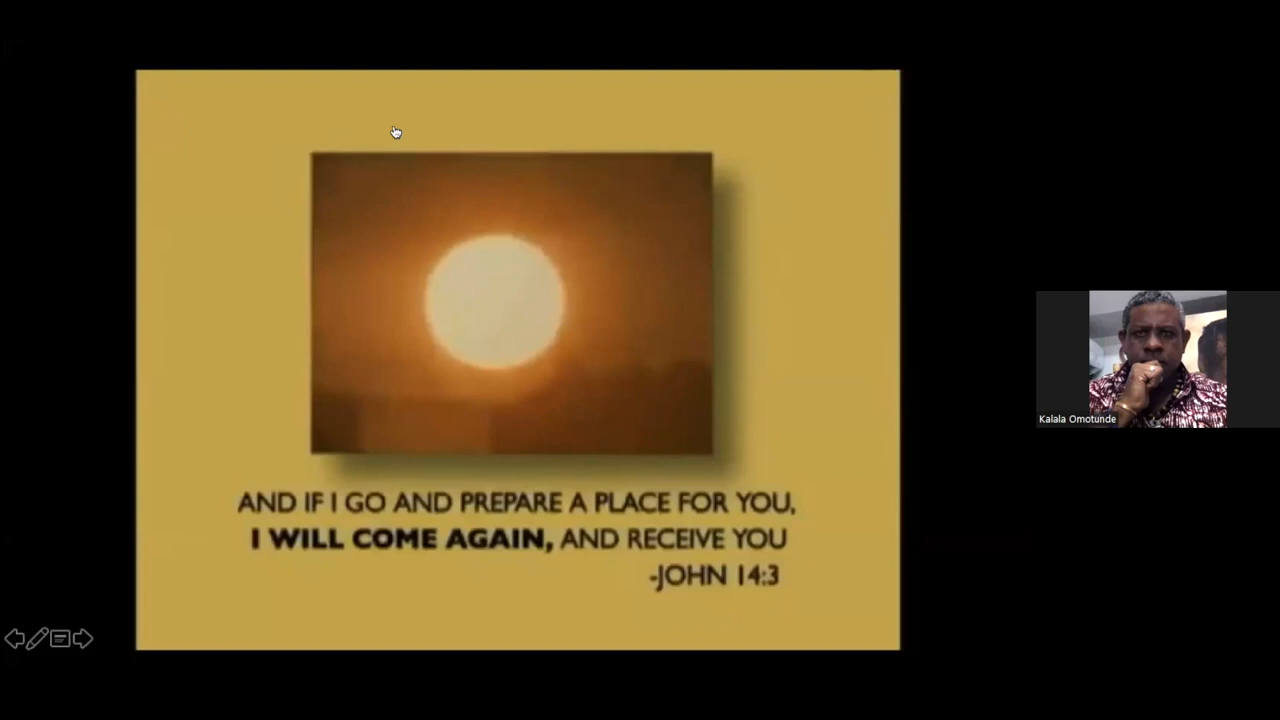 AND IF I GO AND PREPARE A PLACE FOR YOU,
I WILL COME AGAIN, AND RECEIVE YOU
-JOHN 14:3
Kalala Omotunde